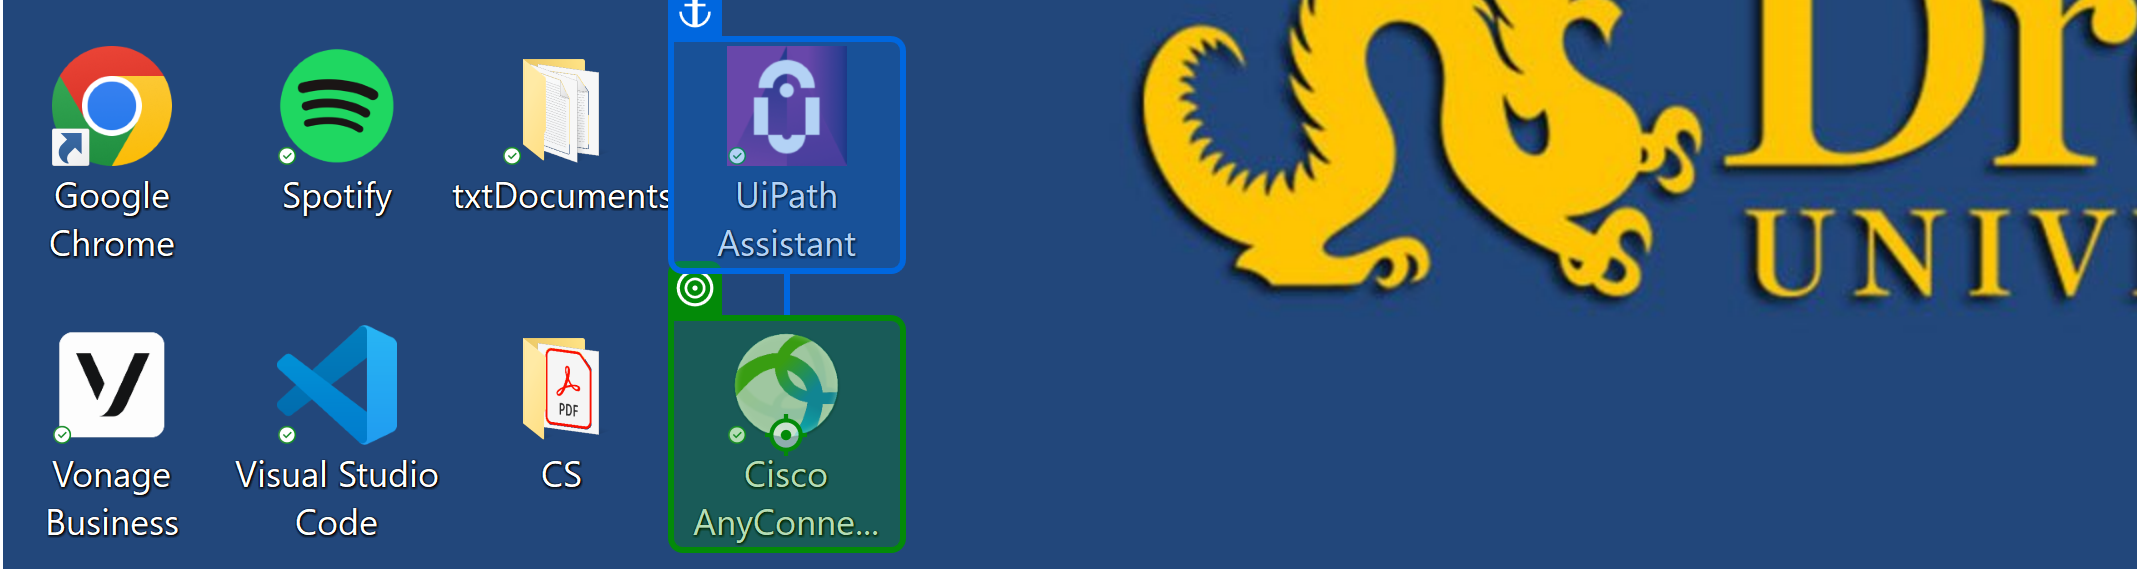 Google
Chrome
Spotify
txtDocuments
UiPath
Assistant
Dr
UNIV
Vonage
Business
Visual Studio
Code
PDF
CS
Cisco
AnyConne...